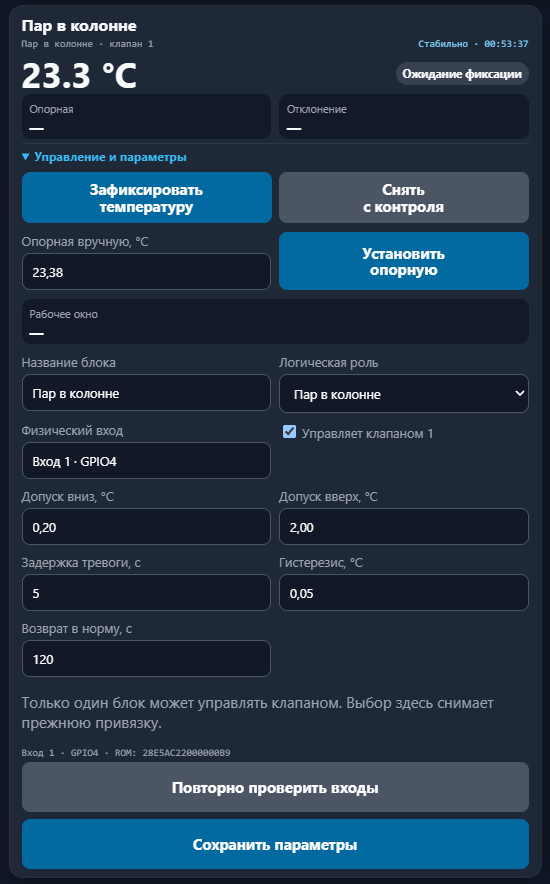 Пар в колонне
Пар в колонне · клапан 1
Стабильно · 00:53:37
23.3 °C
Ожидание фиксации
Опорная
—
Отклонение
—
▼ Управление и параметры
Зафиксировать
температуру
Снять
с контроля
Опорная вручную, °C
23,38
Установить
опорную
Рабочее окно
—
Название блока
Пар в колонне
Логическая роль
Пар в колонне
Физический вход
Вход 1 · GPIO4
Управляет клапаном 1
Допуск вниз, °C
0,20
Допуск вверх, °C
2,00
Задержка тревоги, с
5
Гистерезис, °C
0,05
Возврат в норму, с
120
Только один блок может управлять клапаном. Выбор здесь снимает
прежнюю привязку.
Вход 1 · GPIO4 · ROM: 28E5AC22000000B9
Повторно проверить входы
Сохранить параметры